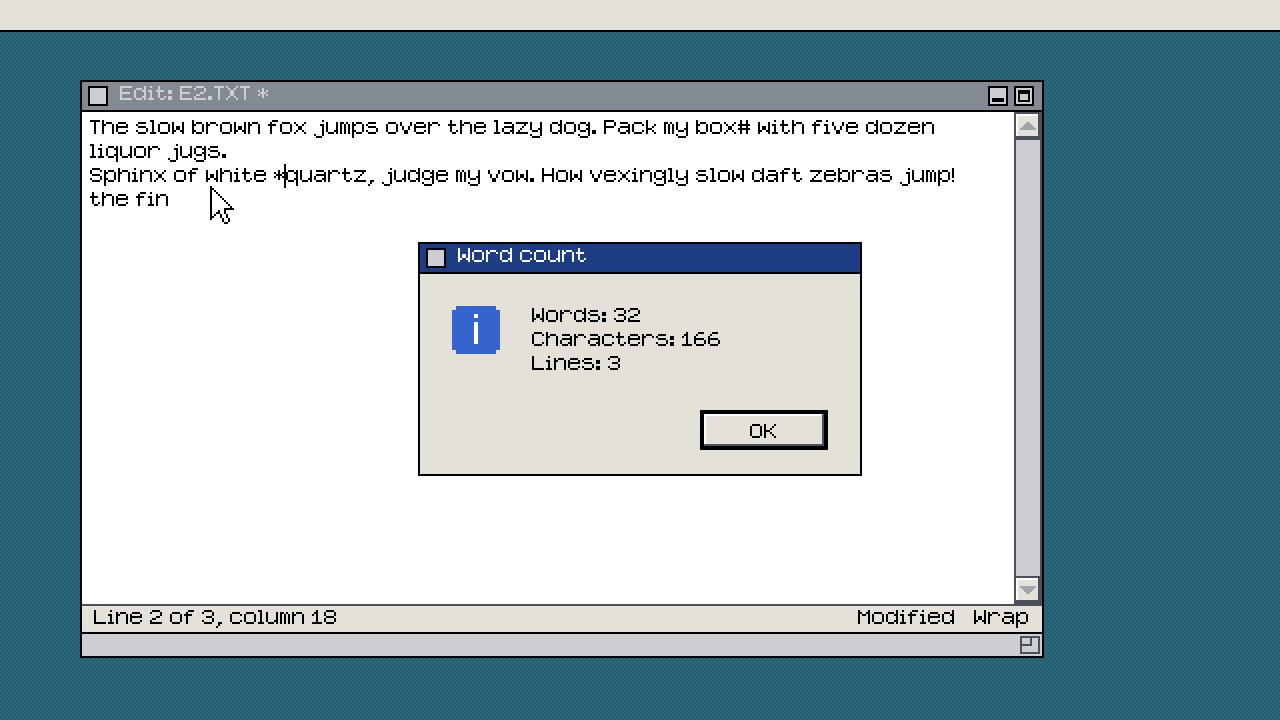 Edit: E2.TXT *
The slow brown fox jumps over the lazy dog. Pack my box# with five dozen
liquor jugs.
Sphinx of white *quartz, judge my vow. How vexingly slow daft zebras jump!
the fin
Word count
i
Words: 32
Characters: 166
Lines: 3
OK
Line 2 of 3, column 18
Modified Wrap